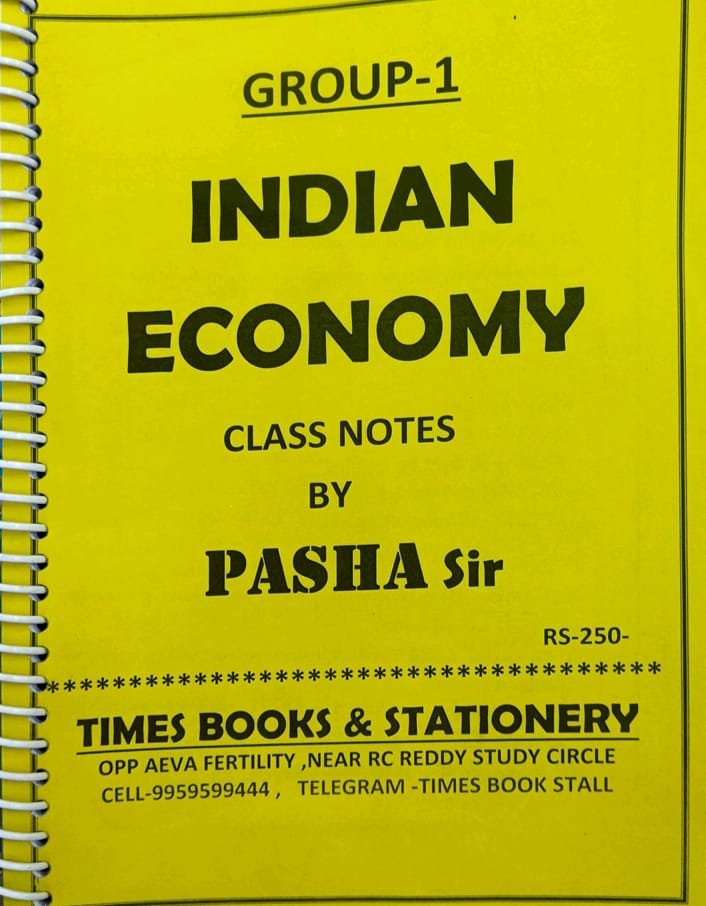 GROUP-1
INDIAN
ECONOMY
CLASS NOTES
BY
PASHA Sir
RS-250-
*************************************
TIMES BOOKS & STATIONERY
OPP AEVA FERTILITY ,NEAR RC REDDY STUDY CIRCLE
CELL-9959599444 , TELEGRAM -TIMES BOOK STALL